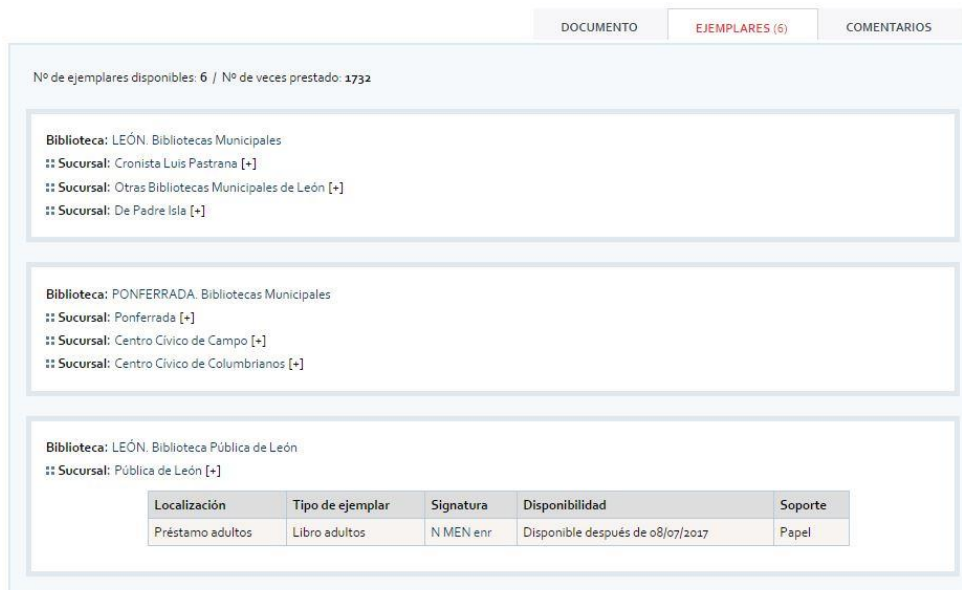 DOCUMENTO EJEMPLARES (6) COMENTARIOS
Nº de ejemplares disponibles: 6 / Nº de veces prestado: 1732
Biblioteca: LEÓN. Bibliotecas Municipales
Sucursal: Cronista Luis Pastrana [+]
Sucursal: Otras Bibliotecas Municipales de León [+]
Sucursal: De Padre Isla [+]
Biblioteca: PONFERRADA. Bibliotecas Municipales
Sucursal: Ponferrada [+]
Sucursal: Centro Cívico de Campo [+]
Sucursal: Centro Cívico de Columbrianos [+]
Biblioteca: LEÓN. Biblioteca Pública de León
Sucursal: Pública de León [+]
Localización Tipo de ejemplar Signatura Disponibilidad Soporte
Préstamo adultos Libro adultos N MEN enr Disponible después de 08/07/2017 Papel